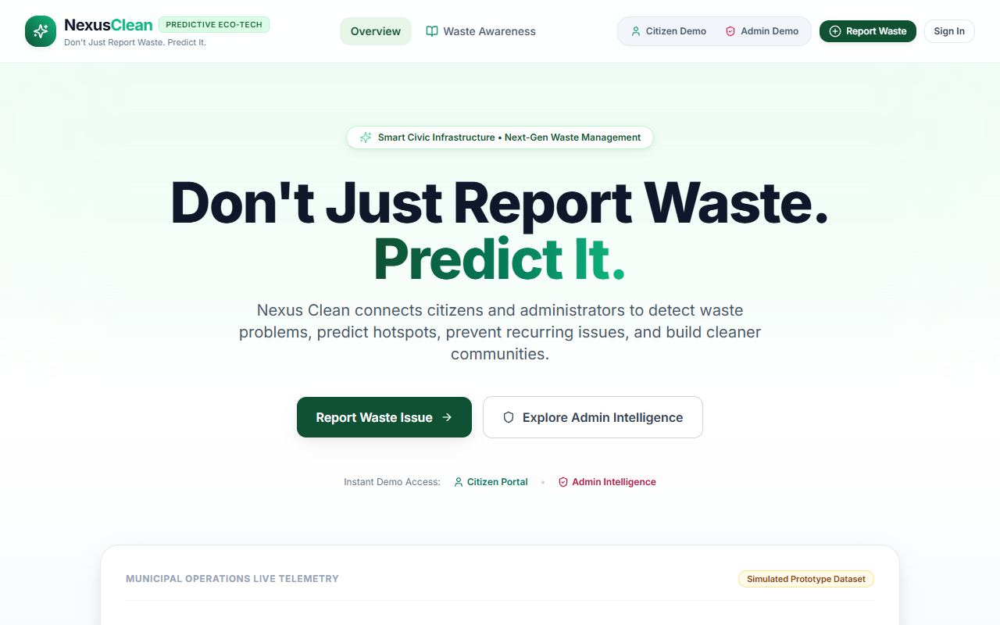 NexusClean
PREDICTIVE ECO-TECH
Don't Just Report Waste. Predict It.
Overview
Waste Awareness
Citizen Demo
Admin Demo
Report Waste
Sign In
Smart Civic Infrastructure • Next-Gen Waste Management
Don't Just Report Waste.
Predict It.
Nexus Clean connects citizens and administrators to detect waste
problems, predict hotspots, prevent recurring issues, and build cleaner
communities.
Report Waste Issue →
Explore Admin Intelligence
Instant Demo Access: Citizen Portal • Admin Intelligence
MUNICIPAL OPERATIONS LIVE TELEMETRY
Simulated Prototype Dataset